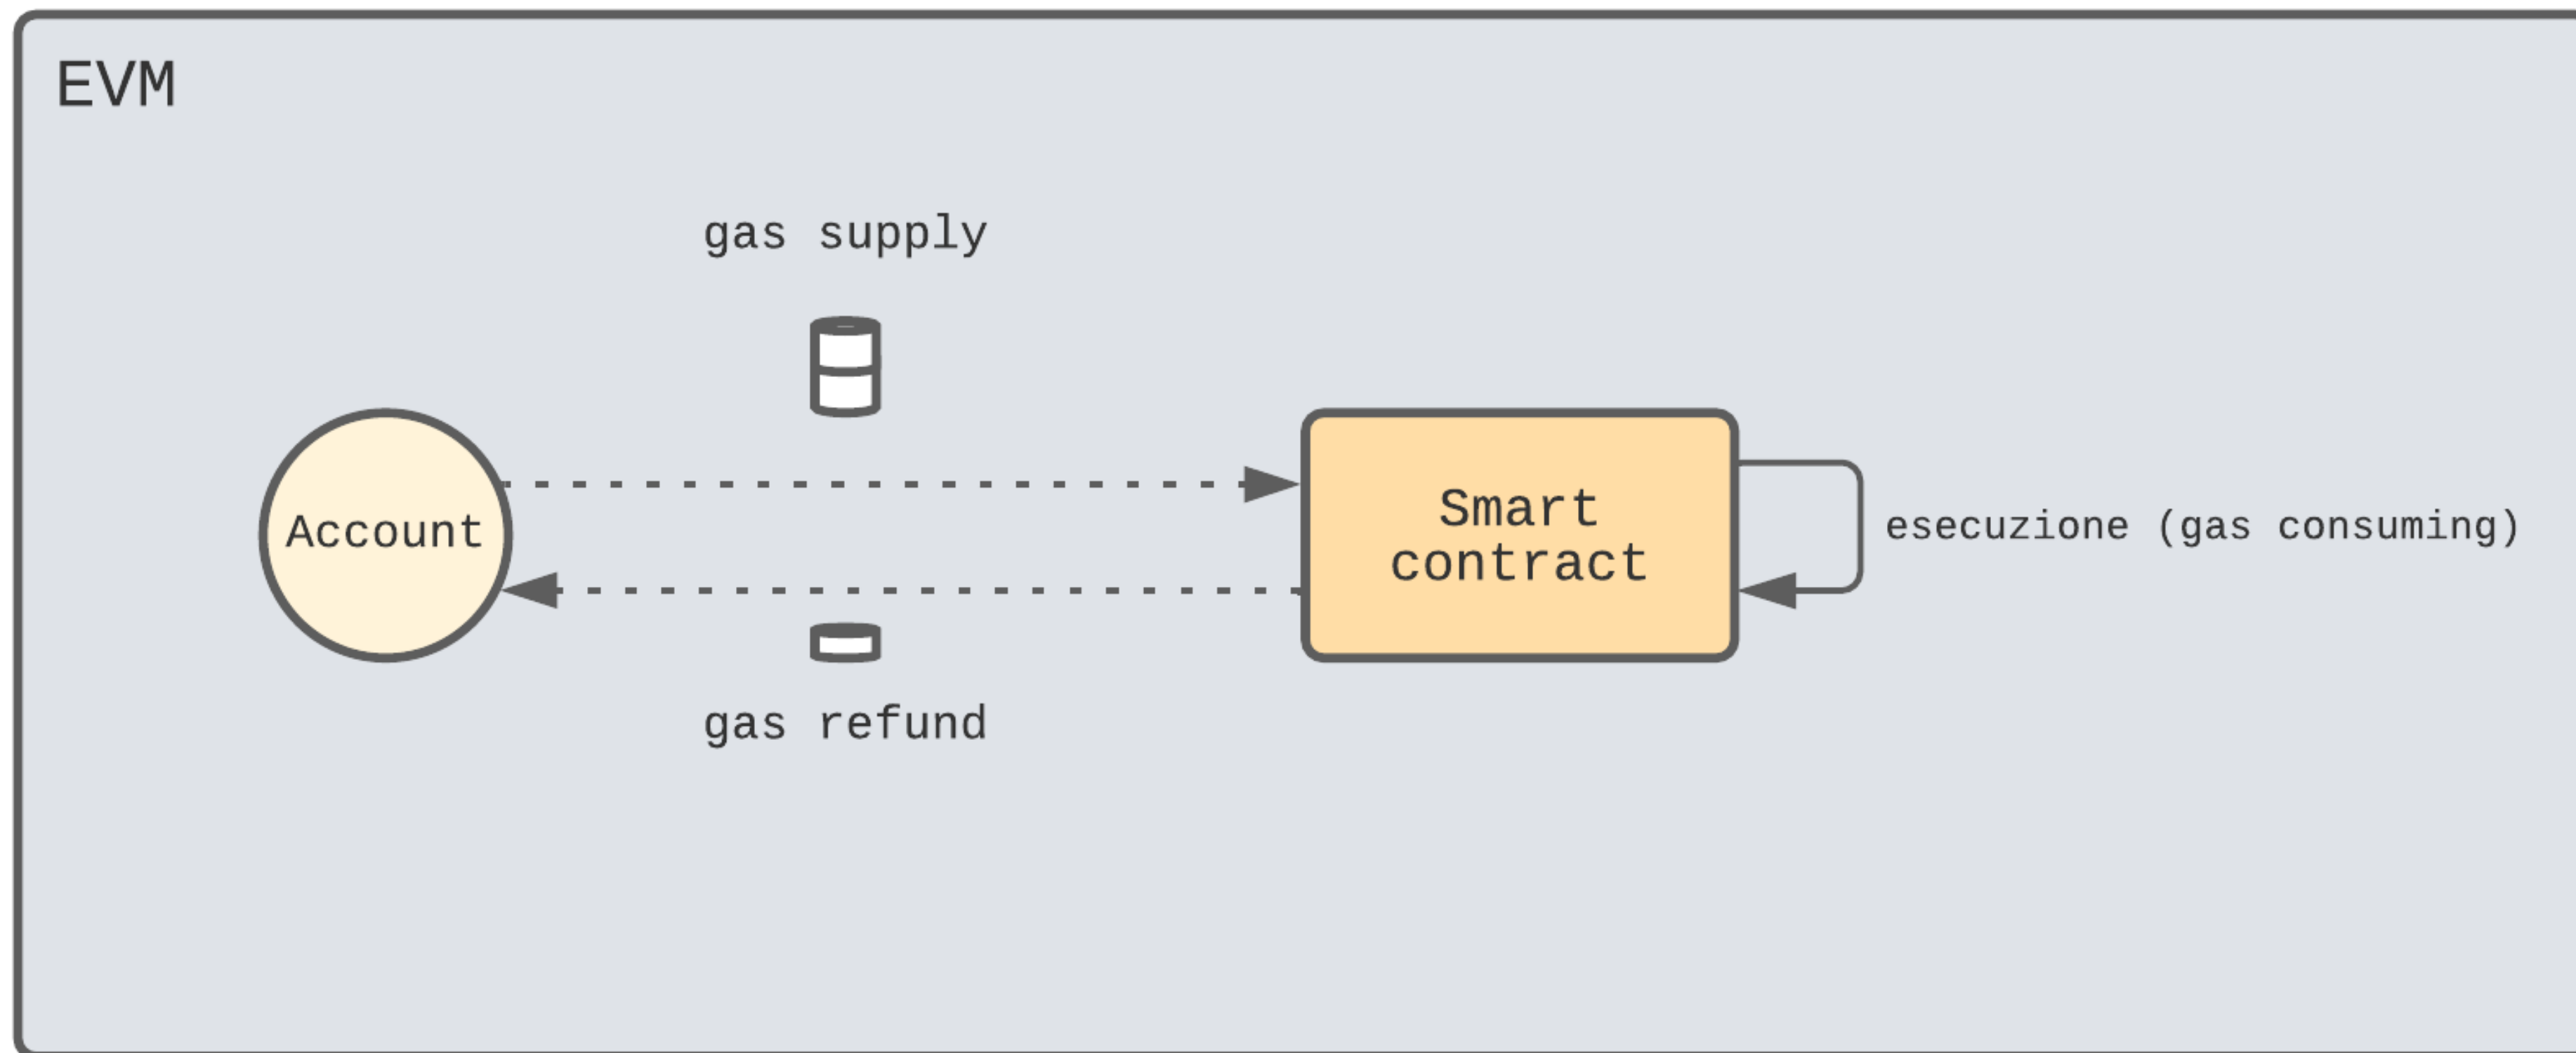 EVM
gas supply
Account
Smart
contract
esecuzione (gas consuming)
gas refund